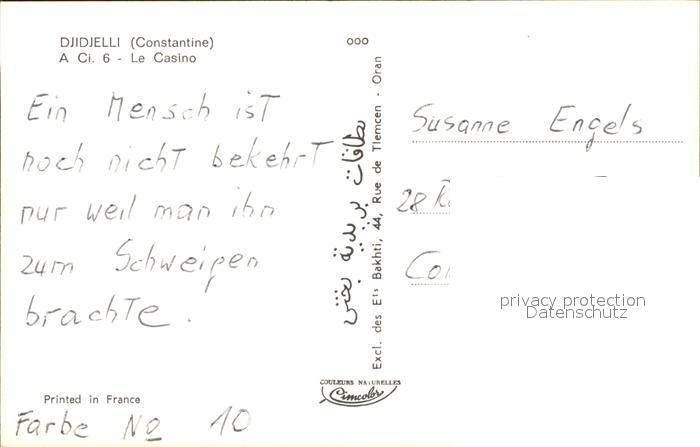 DJIDJELLI (Constantine)
A Ci. 6 - Le Casino
Ein Mensch ist
noch nicht bekehrt
nur weil man ihn
zum Schweigen
brachte.
Printed in France
Farbe No 10
ooo
بطاقات بريدية بختي
Excl. des Ets Bakhti, 44, Rue de Tlemcen - Oran
COULEURS NATURELLES
Cimcolor
Susanne Engels
28
privacy protection
Datenschutz